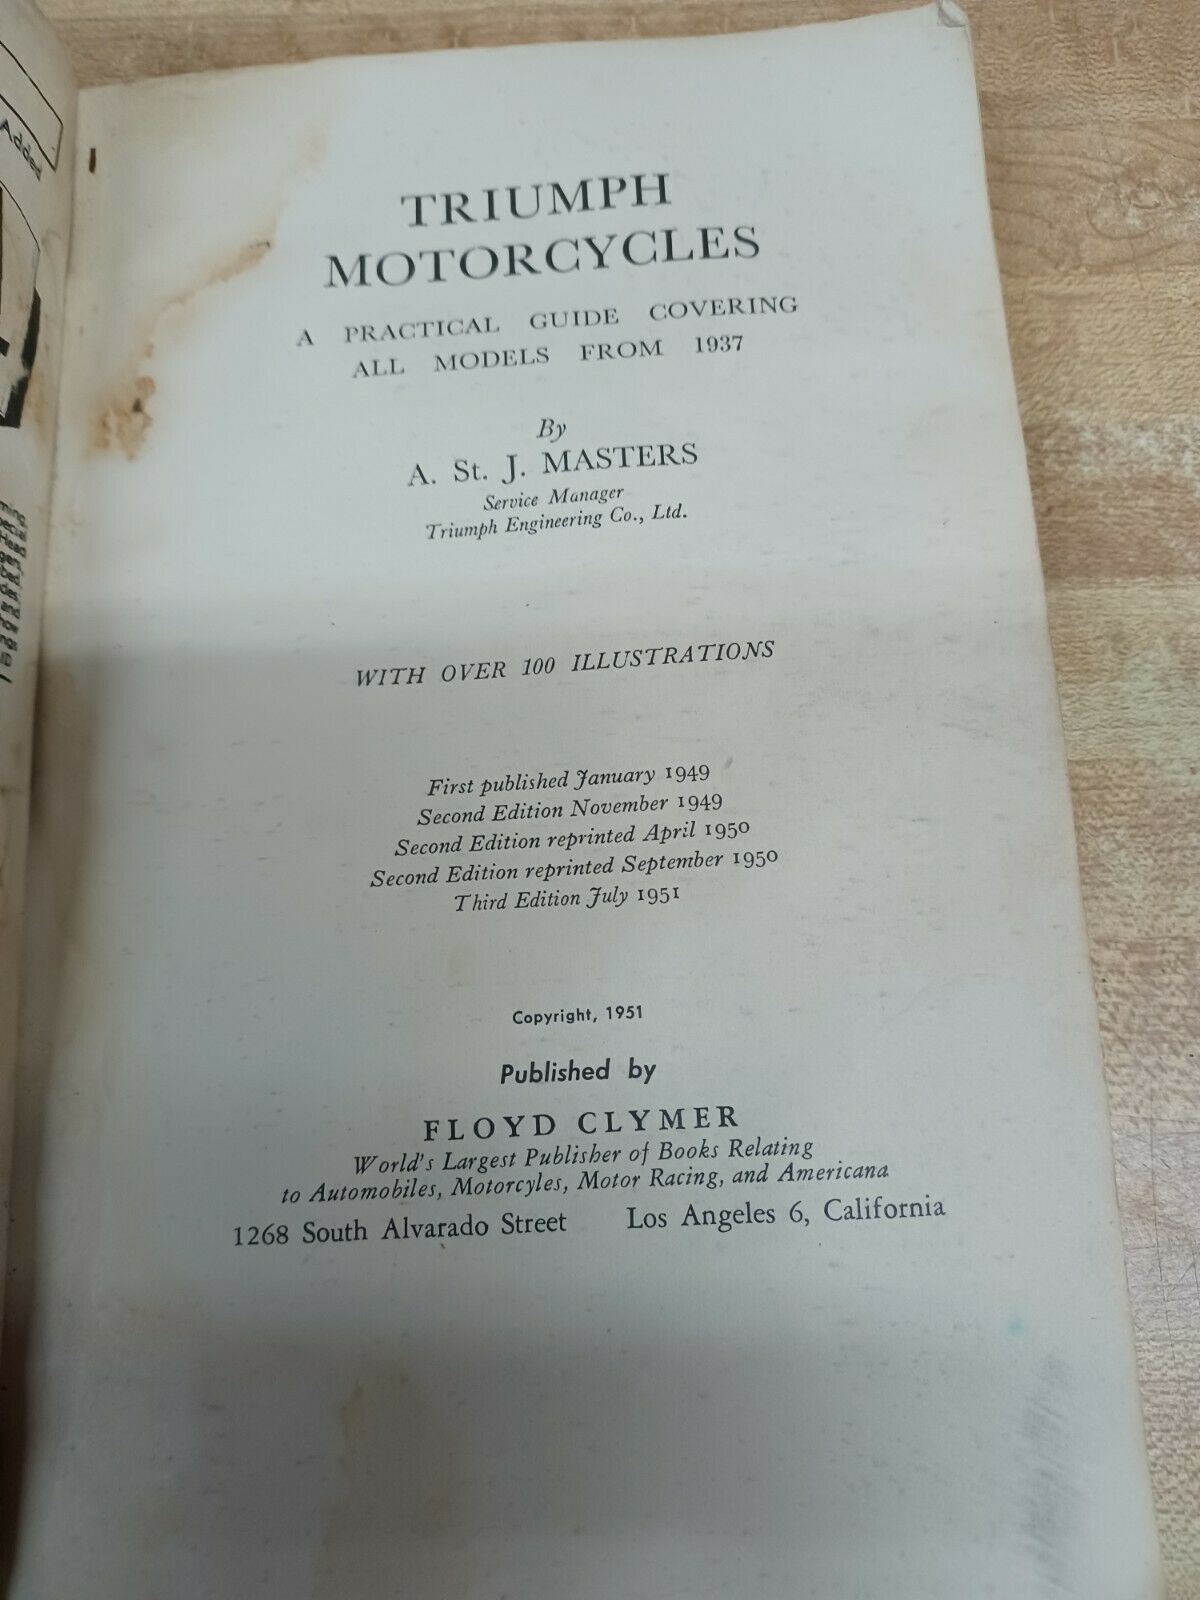 Added
TRIUMPH
MOTORCYCLES
A PRACTICAL GUIDE COVERING
ALL MODELS FROM 1937
By
A. St. J. MASTERS
Service Manager
Triumph Engineering Co., Ltd.
WITH OVER 100 ILLUSTRATIONS
First published January 1949
Second Edition November 1949
Second Edition reprinted April 1950
Second Edition reprinted September 1950
Third Edition July 1951
Copyright, 1951
Published by
FLOYD CLYMER
World's Largest Publisher of Books Relating
to Automobiles, Motorcyles, Motor Racing, and Americana
1268 South Alvarado Street Los Angeles 6, California